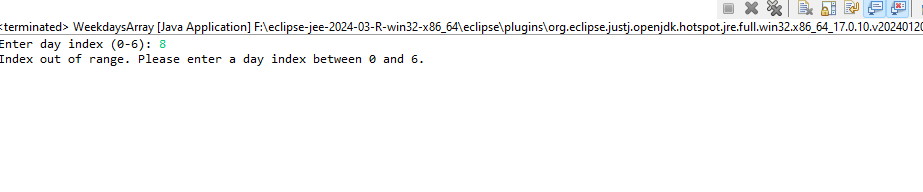 <terminated> WeekdaysArray [Java Application] F:\eclipse-jee-2024-03-R-win32-x86_64\eclipse\plugins\org.eclipse.justj.openjdk.hotspot.jre.full.win32.x86_64_17.0.10.v20240120
Enter day index (0-6): 8
Index out of range. Please enter a day index between 0 and 6.